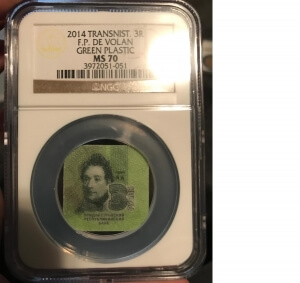 2014 TRANSNIST. 3R
F.P. DE VOLAN
GREEN PLASTIC
MS 70
3972051-051
NGC